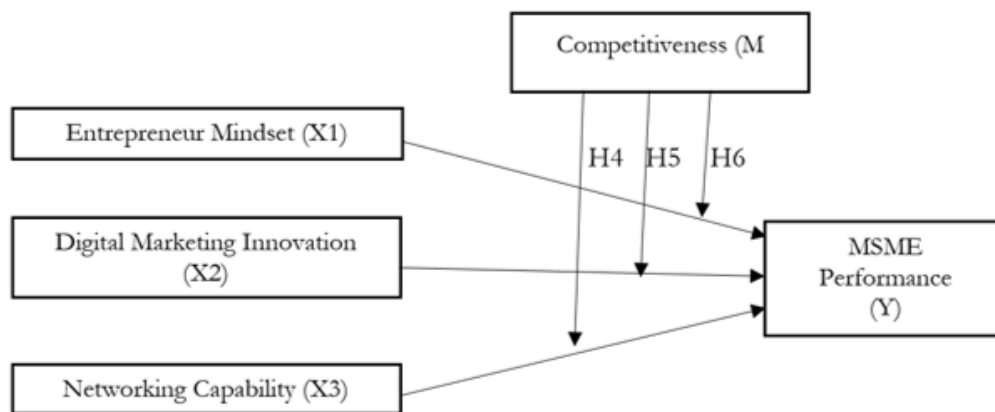 Competitiveness (M
Entrepreneur Mindset (X1)
H4 H5 H6
Digital Marketing Innovation
(X2)
MSME
Performance
(Y)
Networking Capability (X3)